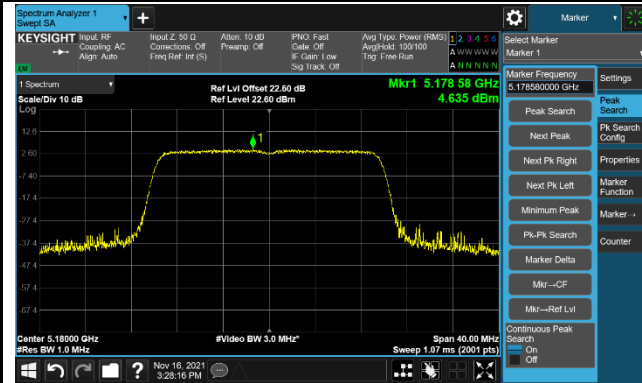 Spectrum Analyzer 1
Swept SA
Marker
KEYSIGHT
Input: RF
Coupling: AC
Align: Auto
Input Z: 50 Ω
Corrections: Off
Freq Ref: Int (S)
Atten: 10 dB
Preamp: Off
PNO: Fast
Gate: Off
IF Gain: Low
Sig Track: Off
Avg Type: Power (RMS)
Avg|Hold: 100/100
Trig: Free Run
1 2 3 4 5 6
A W W W W W
A N N N N N
Select Marker
Marker 1
LXI
1 Spectrum
Scale/Div 10 dB
Log
Ref Lvl Offset 22.60 dB
Ref Level 22.60 dBm
Mkr1 5.178 58 GHz
4.635 dBm
12.6
2.60
-7.40
-17.4
-27.4
-37.4
-47.4
-57.4
-67.4
1
Center 5.18000 GHz
#Res BW 1.0 MHz
#Video BW 3.0 MHz*
Span 40.00 MHz
Sweep 1.07 ms (2001 pts)
Marker Frequency
5.178580000 GHz
Peak Search
Next Peak
Next Pk Right
Next Pk Left
Minimum Peak
Pk-Pk Search
Marker Delta
Mkr→CF
Mkr→Ref Lvl
Continuous Peak
Search
On
Off
Settings
Peak
Search
Pk Search
Config
Properties
Marker
Function
Marker→
Counter
?
Nov 16, 2021
3:28:16 PM